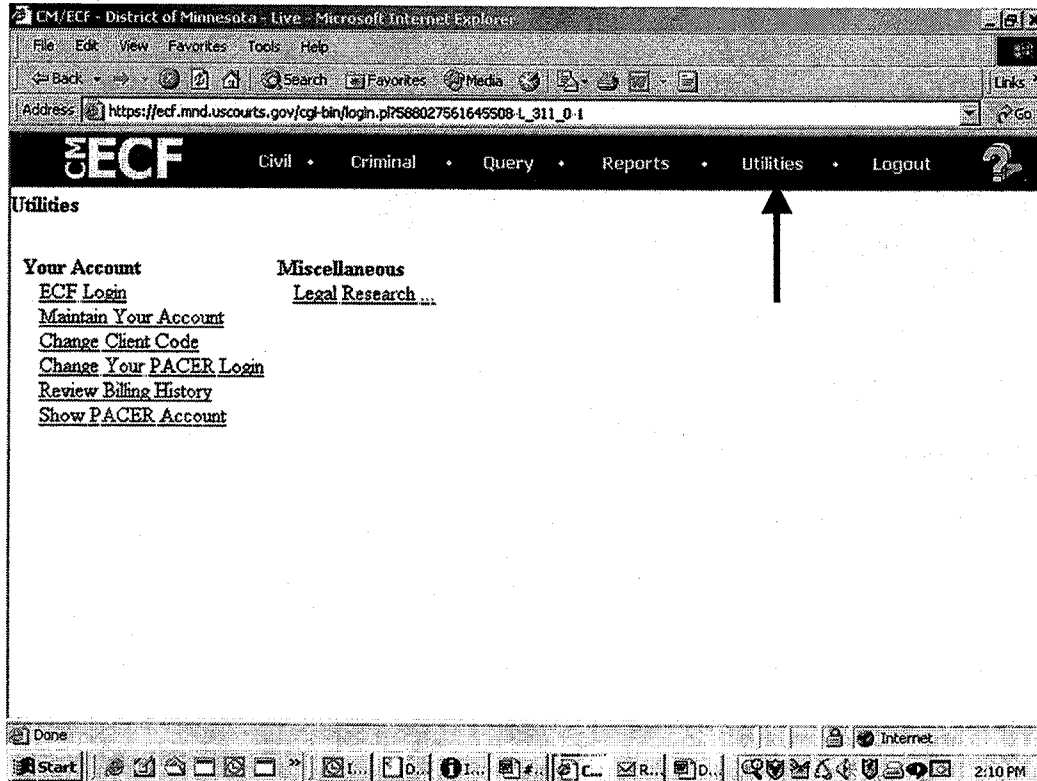 CM/ECF - District of Minnesota - Live - Microsoft Internet Explorer
File Edit View Favorites Tools Help
Back Search Favorites Media Links
Address https://ecf.mnd.uscourts.gov/cgi-bin/login.pl?588027561645508-L_311_0-1 Go
CM ECF Civil • Criminal • Query • Reports • Utilities • Logout ?
Utilities
Your Account Miscellaneous
ECF Login Legal Research ...
Maintain Your Account
Change Client Code
Change Your PACER Login
Review Billing History
Show PACER Account
Done Internet
Start I... D... I... C... R... D... 2:10 PM